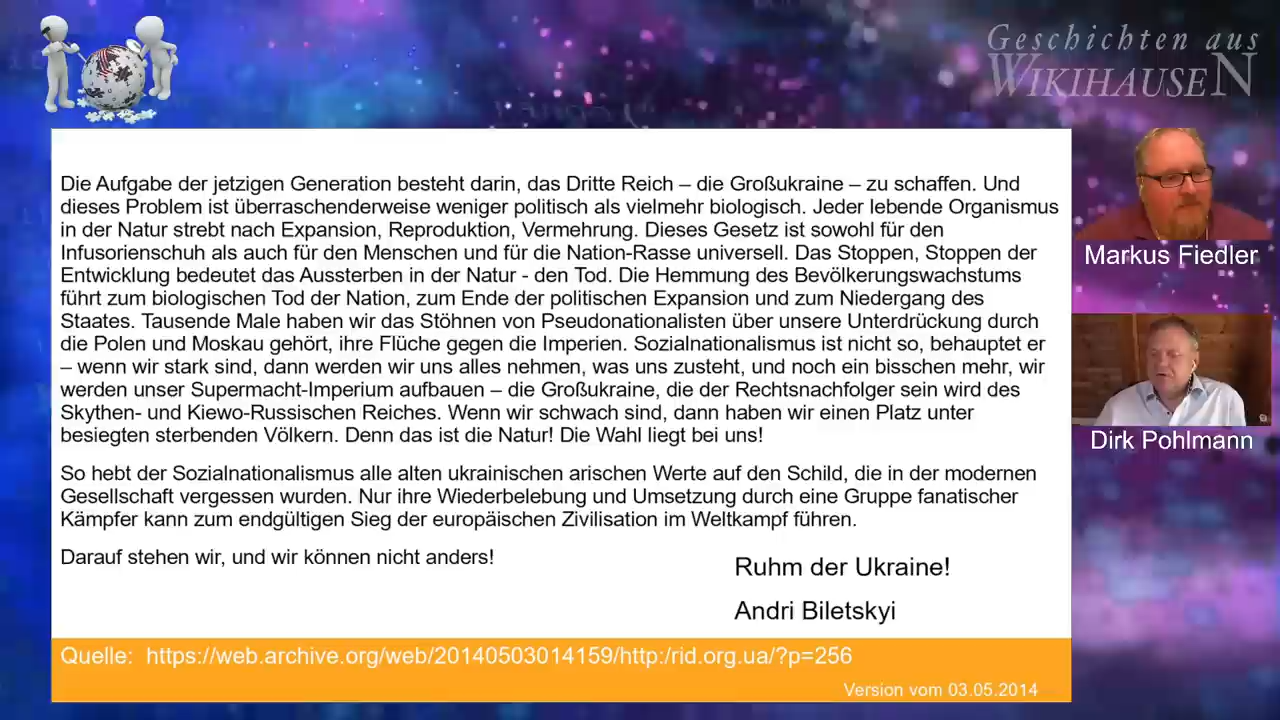 Geschichten aus
WIKIHAUSEN
Die Aufgabe der jetzigen Generation besteht darin, das Dritte Reich – die Großukraine – zu schaffen. Und
dieses Problem ist überraschenderweise weniger politisch als vielmehr biologisch. Jeder lebende Organismus
in der Natur strebt nach Expansion, Reproduktion, Vermehrung. Dieses Gesetz ist sowohl für den
Infusorienschuh als auch für den Menschen und für die Nation-Rasse universell. Das Stoppen, Stoppen der
Entwicklung bedeutet das Aussterben in der Natur - den Tod. Die Hemmung des Bevölkerungswachstums
führt zum biologischen Tod der Nation, zum Ende der politischen Expansion und zum Niedergang des
Staates. Tausende Male haben wir das Stöhnen von Pseudonationalisten über unsere Unterdrückung durch
die Polen und Moskau gehört, ihre Flüche gegen die Imperien. Sozialnationalismus ist nicht so, behauptet er
– wenn wir stark sind, dann werden wir uns alles nehmen, was uns zusteht, und noch ein bisschen mehr, wir
werden unser Supermacht-Imperium aufbauen – die Großukraine, die der Rechtsnachfolger sein wird des
Skythen- und Kiewo-Russischen Reiches. Wenn wir schwach sind, dann haben wir einen Platz unter
besiegten sterbenden Völkern. Denn das ist die Natur! Die Wahl liegt bei uns!
So hebt der Sozialnationalismus alle alten ukrainischen arischen Werte auf den Schild, die in der modernen
Gesellschaft vergessen wurden. Nur ihre Wiederbelebung und Umsetzung durch eine Gruppe fanatischer
Kämpfer kann zum endgültigen Sieg der europäischen Zivilisation im Weltkampf führen.
Darauf stehen wir, und wir können nicht anders!
Ruhm der Ukraine!
Andri Biletskyi
Quelle: https://web.archive.org/web/20140503014159/http:/rid.org.ua/?p=256
Version vom 03.05.2014
Markus Fiedler
Dirk Pohlmann